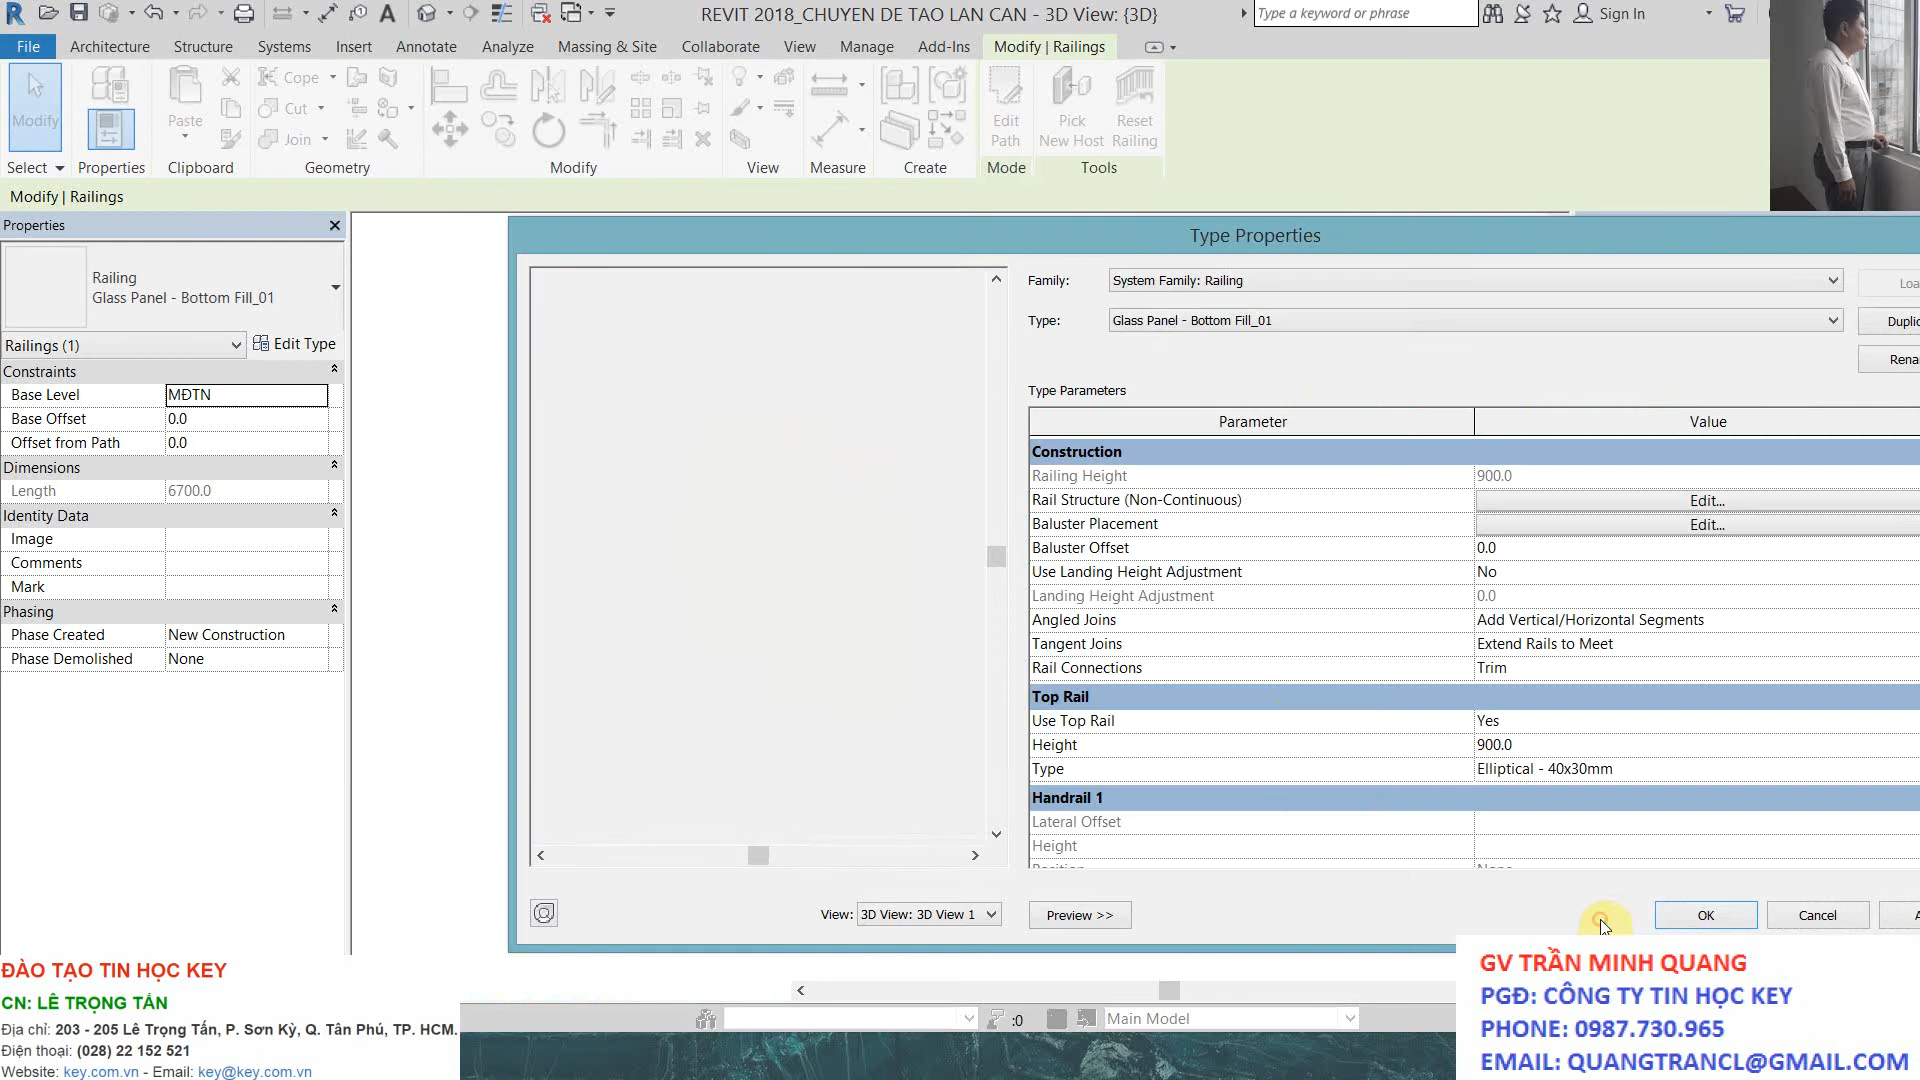 REVIT 2018_CHUYEN DE TAO LAN CAN - 3D View: {3D}
Type a keyword or phrase
Sign In
File Architecture Structure Systems Insert Annotate Analyze Massing & Site Collaborate View Manage Add-Ins Modify | Railings
Modify
Paste
Cope
Cut
Join
Edit Path
Pick New Host
Reset Railing
Select Properties Clipboard Geometry Modify View Measure Create Mode Tools
Modify | Railings
Properties
Railing
Glass Panel - Bottom Fill_01
Railings (1) Edit Type
Constraints
Base Level MĐTN
Base Offset 0.0
Offset from Path 0.0
Dimensions
Length 6700.0
Identity Data
Image
Comments
Mark
Phasing
Phase Created New Construction
Phase Demolished None
Type Properties
Family: System Family: Railing Loa
Type: Glass Panel - Bottom Fill_01 Duplic
Rena
Type Parameters
Parameter Value
Construction
Railing Height 900.0
Rail Structure (Non-Continuous) Edit...
Baluster Placement Edit...
Baluster Offset 0.0
Use Landing Height Adjustment No
Landing Height Adjustment 0.0
Angled Joins Add Vertical/Horizontal Segments
Tangent Joins Extend Rails to Meet
Rail Connections Trim
Top Rail
Use Top Rail Yes
Height 900.0
Type Elliptical - 40x30mm
Handrail 1
Lateral Offset
Height
View: 3D View: 3D View 1 Preview >> OK Cancel A
:0 Main Model
ĐÀO TẠO TIN HỌC KEY
CN: LÊ TRỌNG TẤN
Địa chỉ: 203 - 205 Lê Trọng Tấn, P. Sơn Kỳ, Q. Tân Phú, TP. HCM.
Điện thoại: (028) 22 152 521
Website: key.com.vn - Email: key@key.com.vn
GV TRẦN MINH QUANG
PGĐ: CÔNG TY TIN HỌC KEY
PHONE: 0987.730.965
EMAIL: QUANGTRANCL@GMAIL.COM